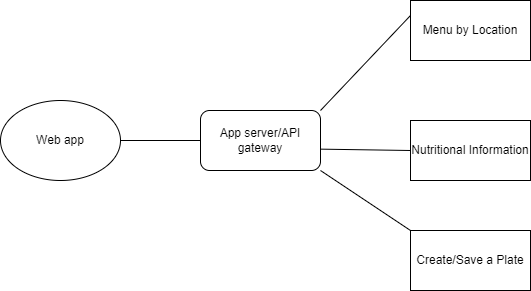 Menu by Location
Web app
App server/API
gateway
Nutritional Information
Create/Save a Plate